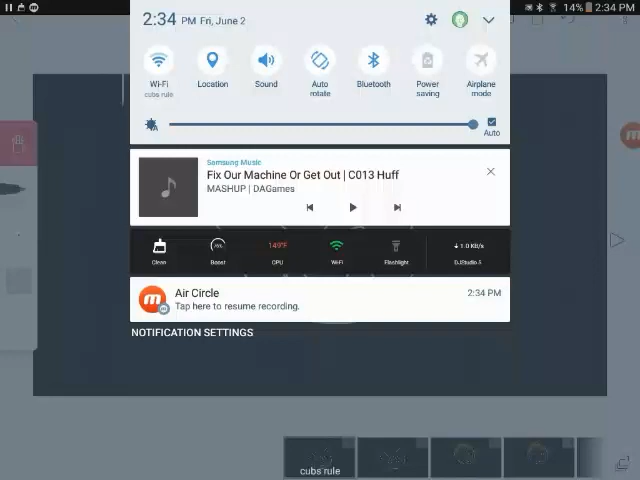 14% 2:34 PM
2:34 PM Fri, June 2
Wi-Fi
cubs rule
Location
Sound
Auto rotate
Bluetooth
Power saving
Airplane mode
Auto
Samsung Music
Fix Our Machine Or Get Out | C013 Huff
MASHUP | DAGames
149°F
1.0 KB/s
Clean
Boost
CPU
Wi-Fi
Flashlight
Air Circle
2:34 PM
Tap here to resume recording.
NOTIFICATION SETTINGS
cubs rule